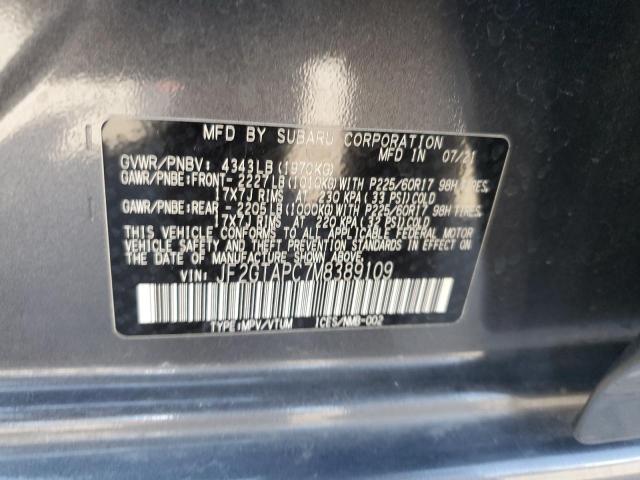 MFD BY SUBARU CORPORATION
MFD IN 07/21
GVWR/PNBV: 4343LB (1970KG)
GAWR/PNBE:FRONT-2227LB(1010KG)WITH P225/60R17 98H TIRES,
17X7J RIMS AT 230 KPA (33 PSI)COLD
GAWR/PNBE:REAR -2205LB(1000KG)WITH P225/60R17 98H TIRES,
17X7J RIMS AT 220 KPA (32 PSI)COLD
THIS VEHICLE CONFORMS TO ALL APPLICABLE FEDERAL MOTOR
VEHICLE SAFETY AND THEFT PREVENTION STANDARDS IN EFFECT ON
THE DATE OF MANUFACTURE SHOWN ABOVE.
VIN: JF2GTAPC7M8389109
TYPE:MPV/VTUM ICES/NMB-002